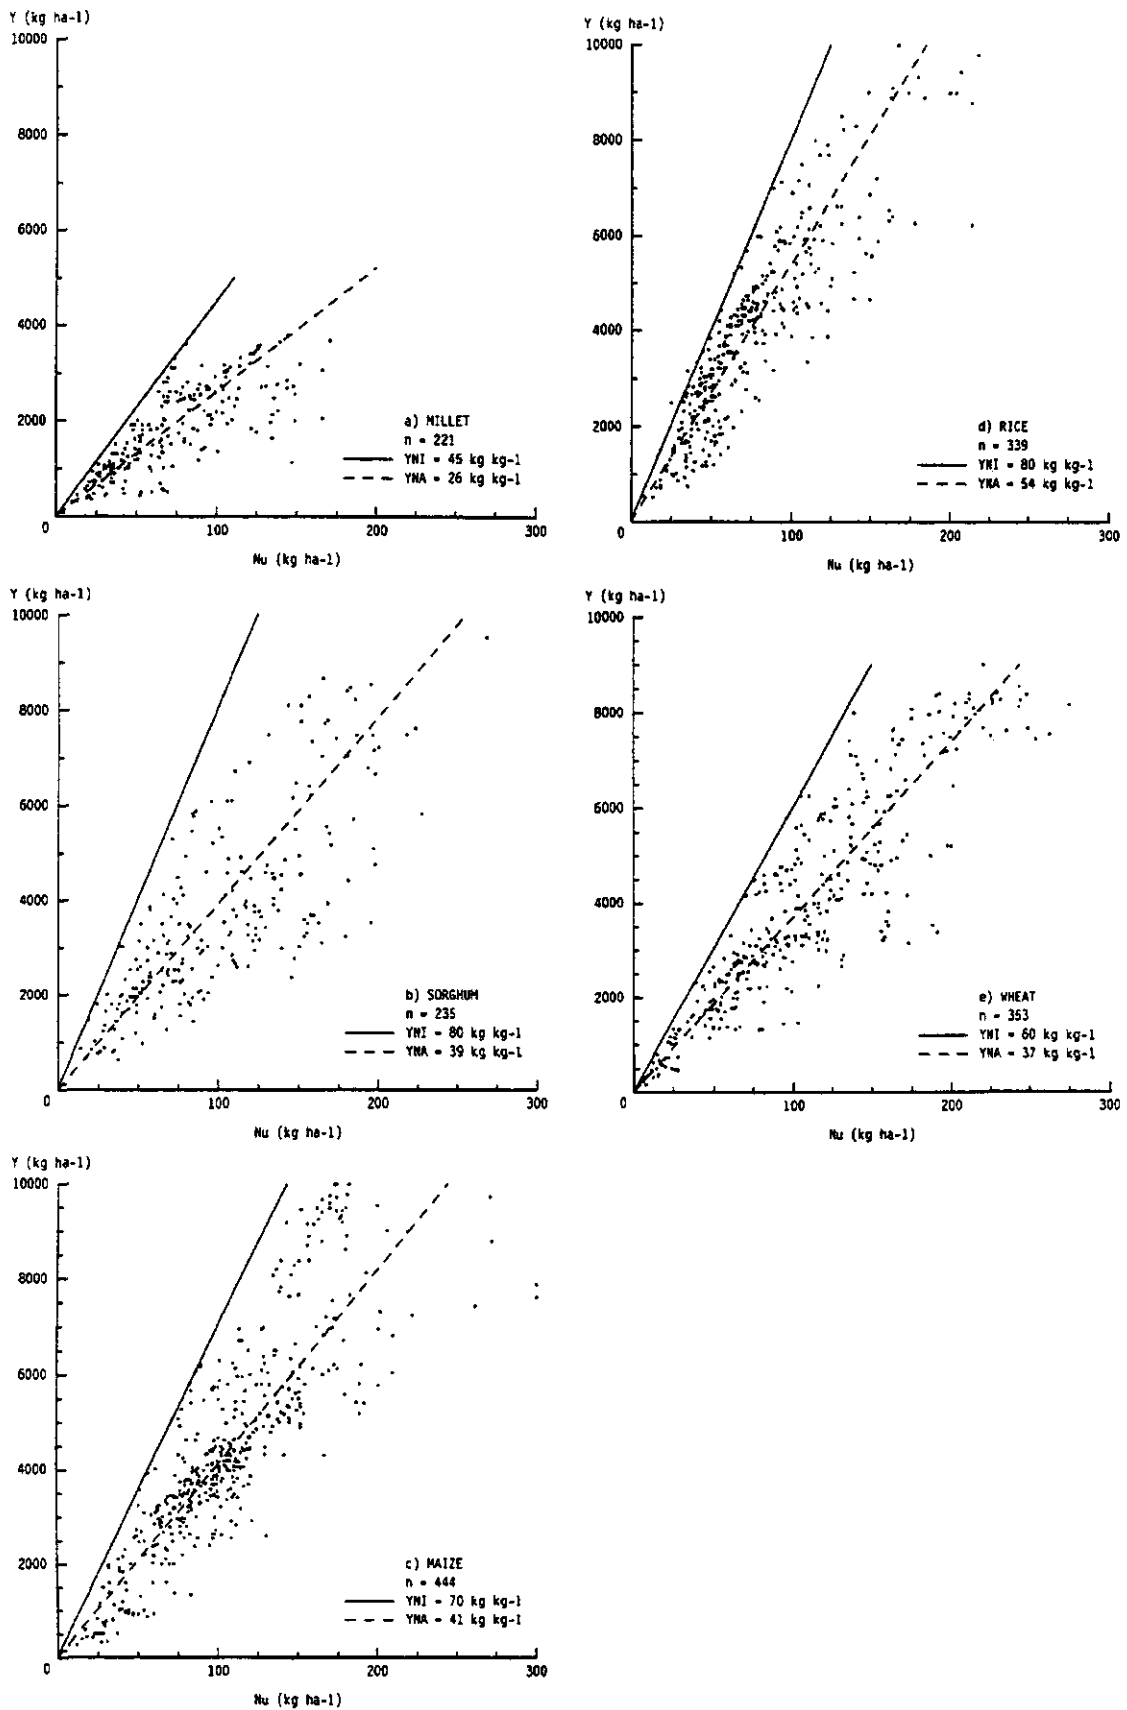 Y (kg ha-1)
10000
8000
6000
4000
2000
0
100
200
300
Nu (kg ha-1)
a) MILLET
n = 221
YNI = 45 kg kg-1
YNA = 26 kg kg-1
Y (kg ha-1)
10000
8000
6000
4000
2000
0
100
200
300
Nu (kg ha-1)
d) RICE
n = 339
YNI = 80 kg kg-1
YNA = 54 kg kg-1
Y (kg ha-1)
10000
8000
6000
4000
2000
0
100
200
300
Nu (kg ha-1)
b) SORGHUM
n = 235
YNI = 80 kg kg-1
YNA = 39 kg kg-1
Y (kg ha-1)
10000
8000
6000
4000
2000
0
100
200
300
Nu (kg ha-1)
e) WHEAT
n = 353
YNI = 60 kg kg-1
YNA = 37 kg kg-1
Y (kg ha-1)
10000
8000
6000
4000
2000
0
100
200
300
Nu (kg ha-1)
c) MAIZE
n = 444
YNI = 70 kg kg-1
YNA = 41 kg kg-1